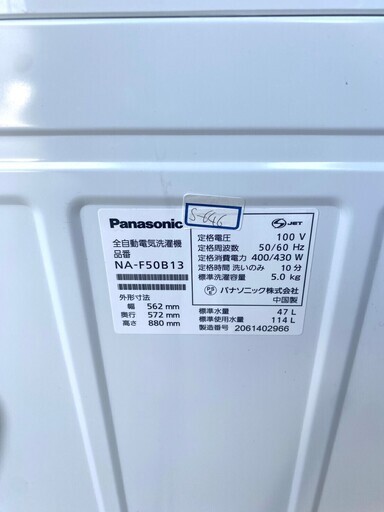 S-646
Panasonic
全自動電気洗濯機
品番
NA-F50B13
外形寸法
幅 562 mm
奥行 572 mm
高さ 880 mm
JET
定格電圧 100 V
定格周波数 50/60 Hz
定格消費電力 400/430 W
定格時間 洗いのみ 10 分
標準洗濯容量 5.0 kg
パナソニック株式会社
中国製
標準水量 47 L
標準使用水量 114 L
製造番号 2061402966